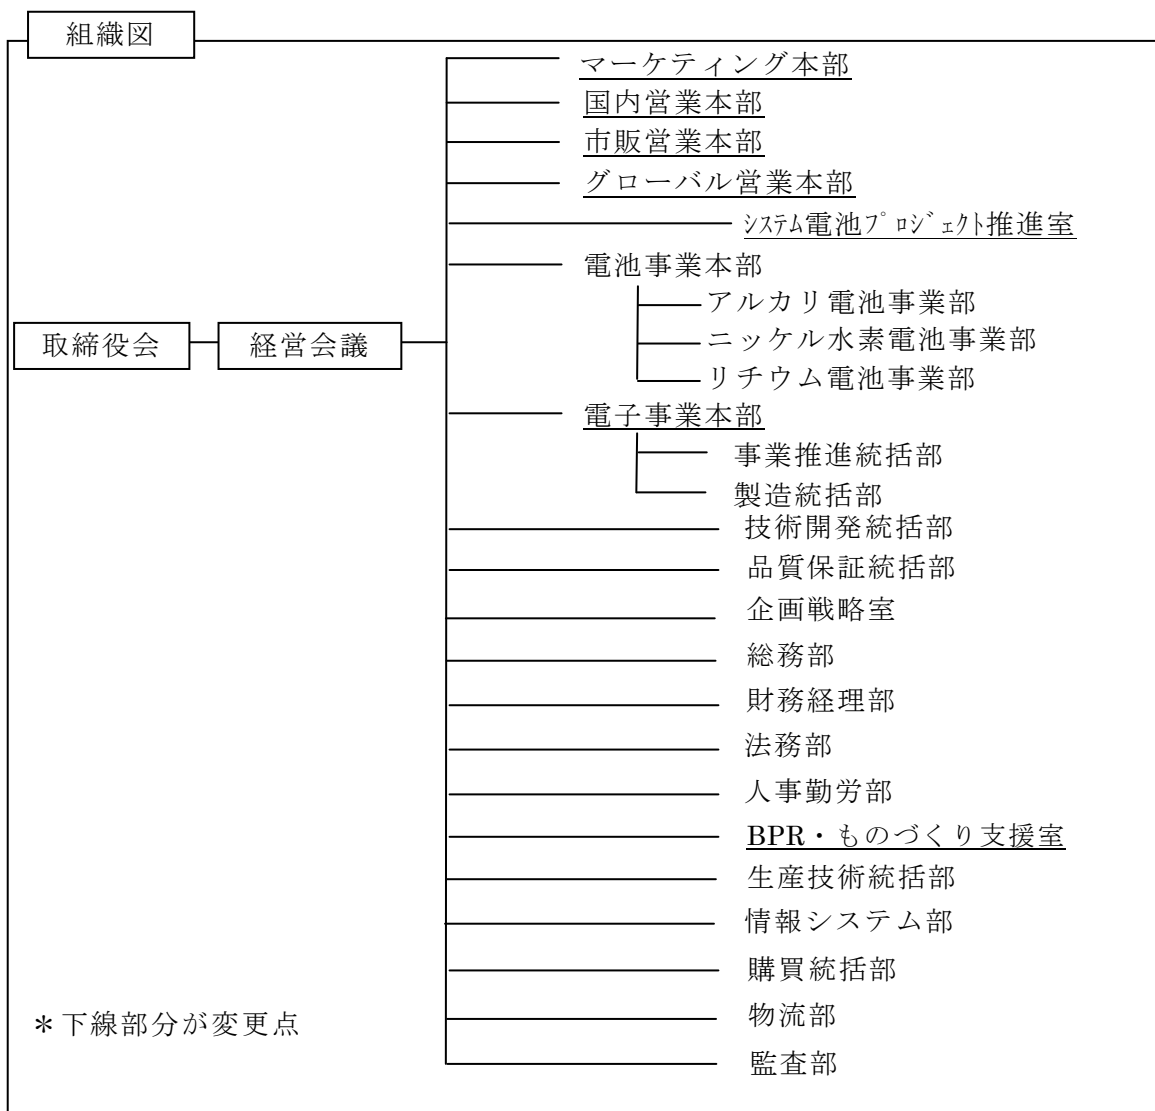 組織図
マーケティング本部
国内営業本部
市販営業本部
グローバル営業本部
ｼｽﾃﾑ電池ﾌﾟﾛｼﾞｪｸﾄ推進室
電池事業本部
アルカリ電池事業部
取締役会 経営会議 ニッケル水素電池事業部
リチウム電池事業部
電子事業本部
事業推進統括部
製造統括部
技術開発統括部
品質保証統括部
企画戦略室
総務部
財務経理部
法務部
人事勤労部
BPR・ものづくり支援室
生産技術統括部
情報システム部
購買統括部
物流部
＊下線部分が変更点
監査部